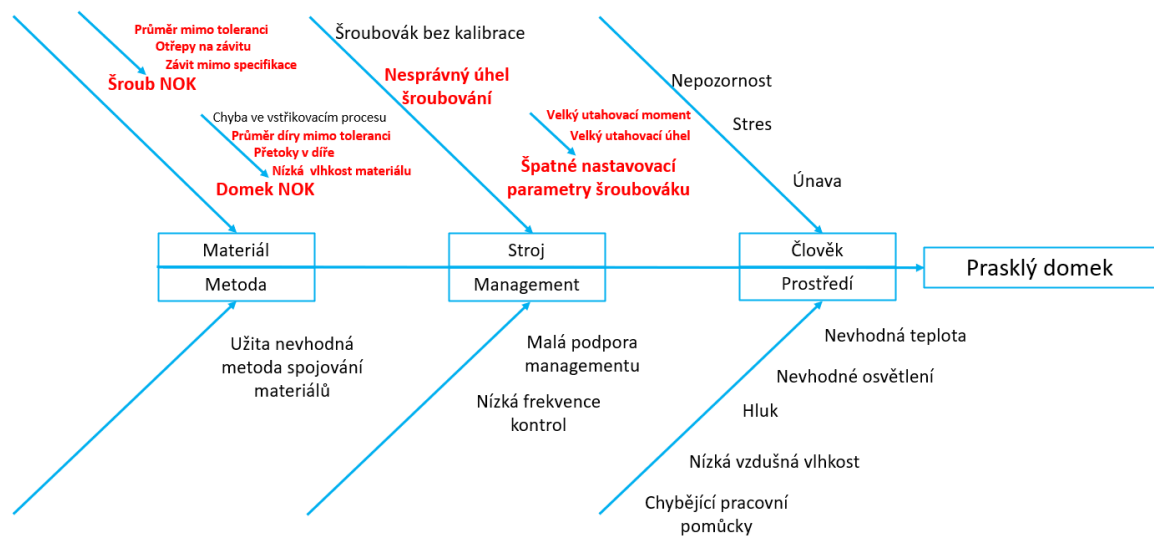 Průměr mimo toleranci
Otřepy na závitu
Závit mimo specifikace
Šroub NOK
Chyba ve vstřikovacím procesu
Průměr díry mimo toleranci
Přetoky v díře
Nízká vlhkost materiálu
Domek NOK
Šroubovák bez kalibrace
Nesprávný úhel
šroubování
Velký utahovací moment
Velký utahovací úhel
Špatné nastavovací
parametry šroubováku
Nepozornost
Stres
Únava
Materiál
Stroj
Člověk
Metoda
Management
Prostředí
Prasklý domek
Užita nevhodná
metoda spojování
materiálů
Malá podpora
managementu
Nízká frekvence
kontrol
Nevhodná teplota
Nevhodné osvětlení
Hluk
Nízká vzdušná vlhkost
Chybějící pracovní
pomůcky